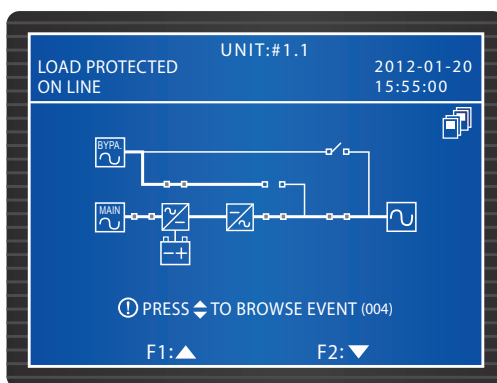 UNIT:#1.1
LOAD PROTECTED
ON LINE
2012-01-20
15:55:00
BYPA.
MAIN
PRESS TO BROWSE EVENT (004)
F1: F2: